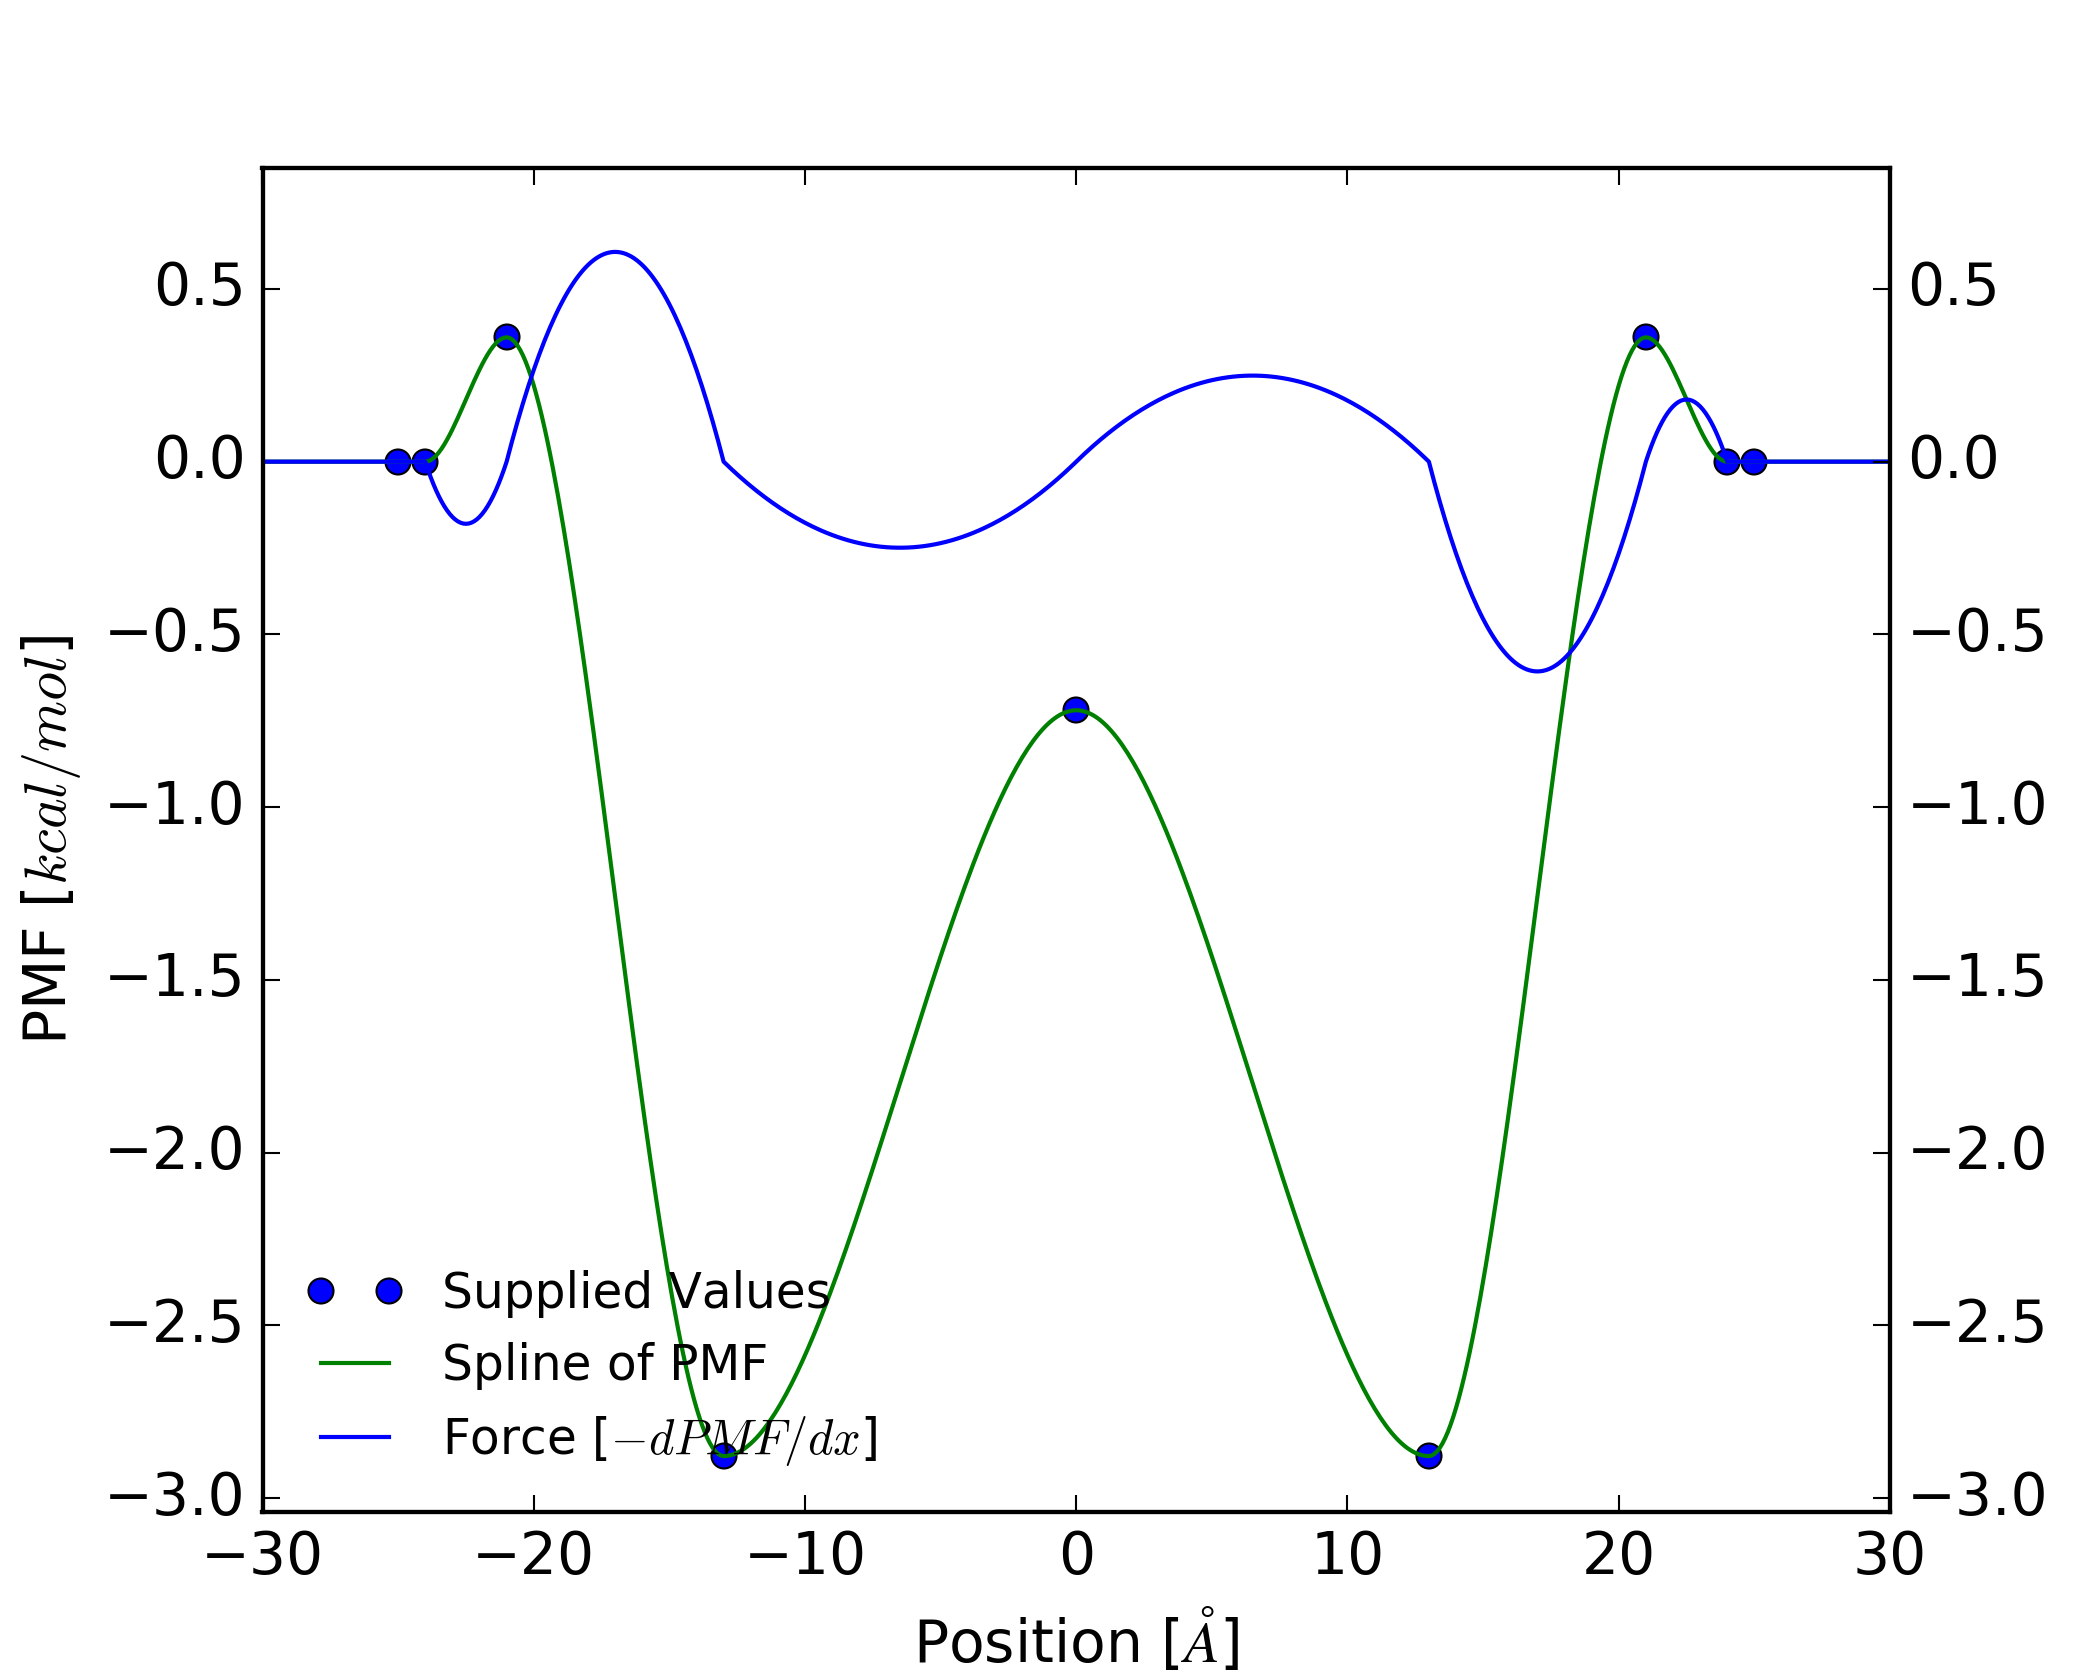 0.5
0.0
−0.5
−1.0
−1.5
−2.0
−2.5
−3.0
PMF [kcal/mol]
0.5
0.0
−0.5
−1.0
−1.5
−2.0
−2.5
−3.0
Supplied Values
Spline of PMF
Force [−dPMF/dx]
−30 −20 −10 0 10 20 30
Position [Å]